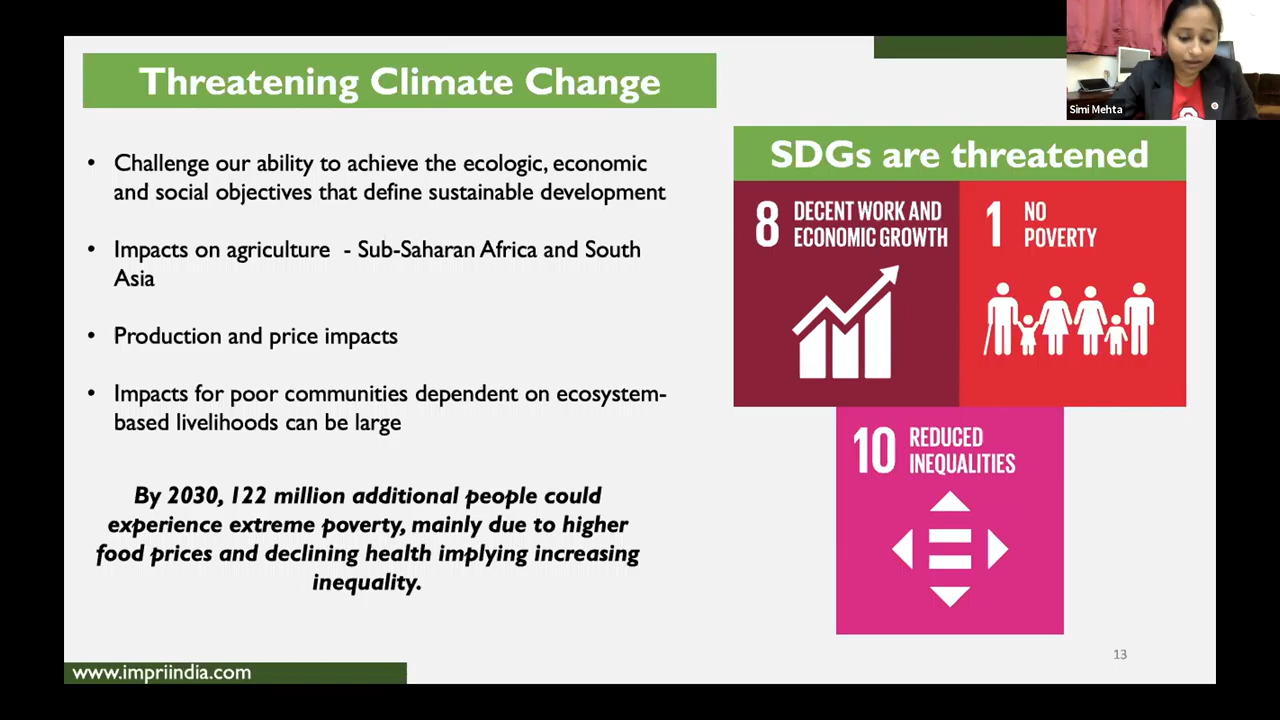 Threatening Climate Change
• Challenge our ability to achieve the ecologic, economic
and social objectives that define sustainable development
• Impacts on agriculture - Sub-Saharan Africa and South
Asia
• Production and price impacts
• Impacts for poor communities dependent on ecosystem-
based livelihoods can be large
By 2030, 122 million additional people could
experience extreme poverty, mainly due to higher
food prices and declining health implying increasing
inequality.
www.impriindia.com
Simi Mehta
SDGs are threatened
8 DECENT WORK AND
ECONOMIC GROWTH
1 NO
POVERTY
10 REDUCED
INEQUALITIES
13